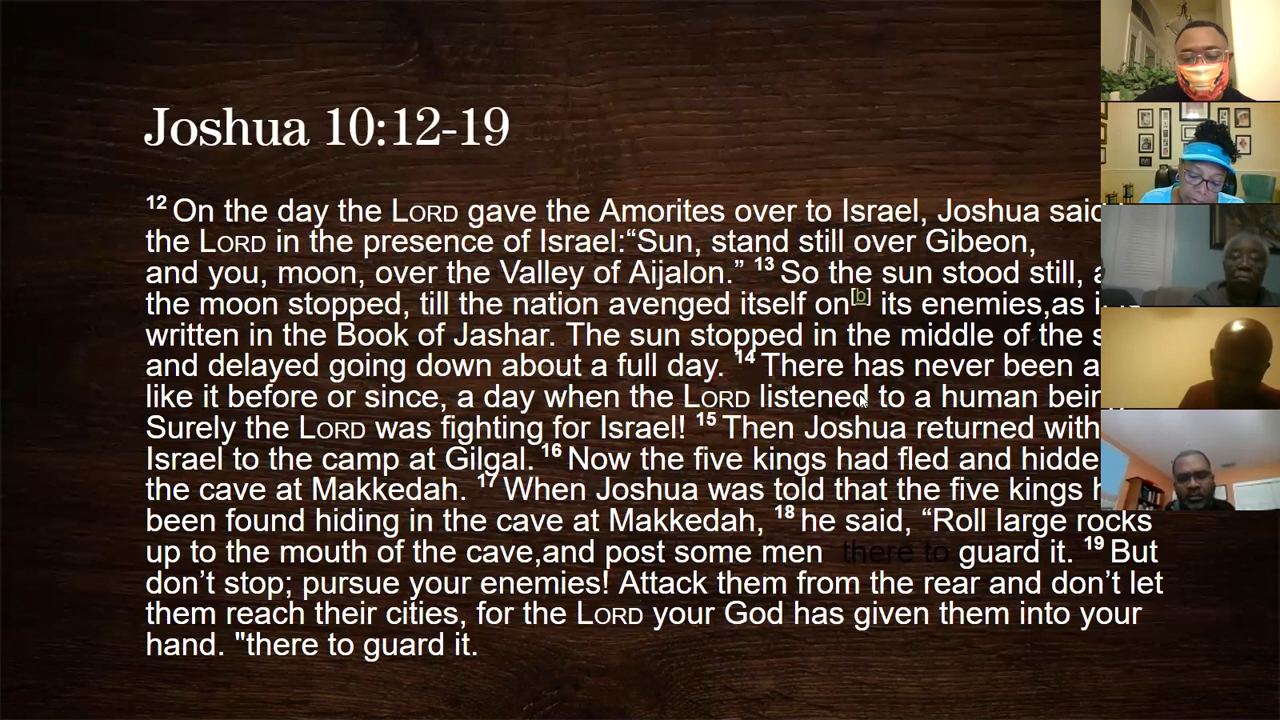 Joshua 10:12-19
12 On the day the LORD gave the Amorites over to Israel, Joshua said
the LORD in the presence of Israel:“Sun, stand still over Gibeon,
and you, moon, over the Valley of Aijalon.” 13 So the sun stood still,
the moon stopped, till the nation avenged itself on[b] its enemies,as
written in the Book of Jashar. The sun stopped in the middle of the
and delayed going down about a full day. 14 There has never been a
like it before or since, a day when the LORD listened to a human
Surely the LORD was fighting for Israel! 15 Then Joshua returned with
Israel to the camp at Gilgal. 16 Now the five kings had fled and
the cave at Makkedah. 17 When Joshua was told that the five kings
been found hiding in the cave at Makkedah, 18 he said, “Roll large rocks
up to the mouth of the cave,and post some men there to guard it. 19 But
don’t stop; pursue your enemies! Attack them from the rear and don’t let
them reach their cities, for the LORD your God has given them into your
hand. "there to guard it.